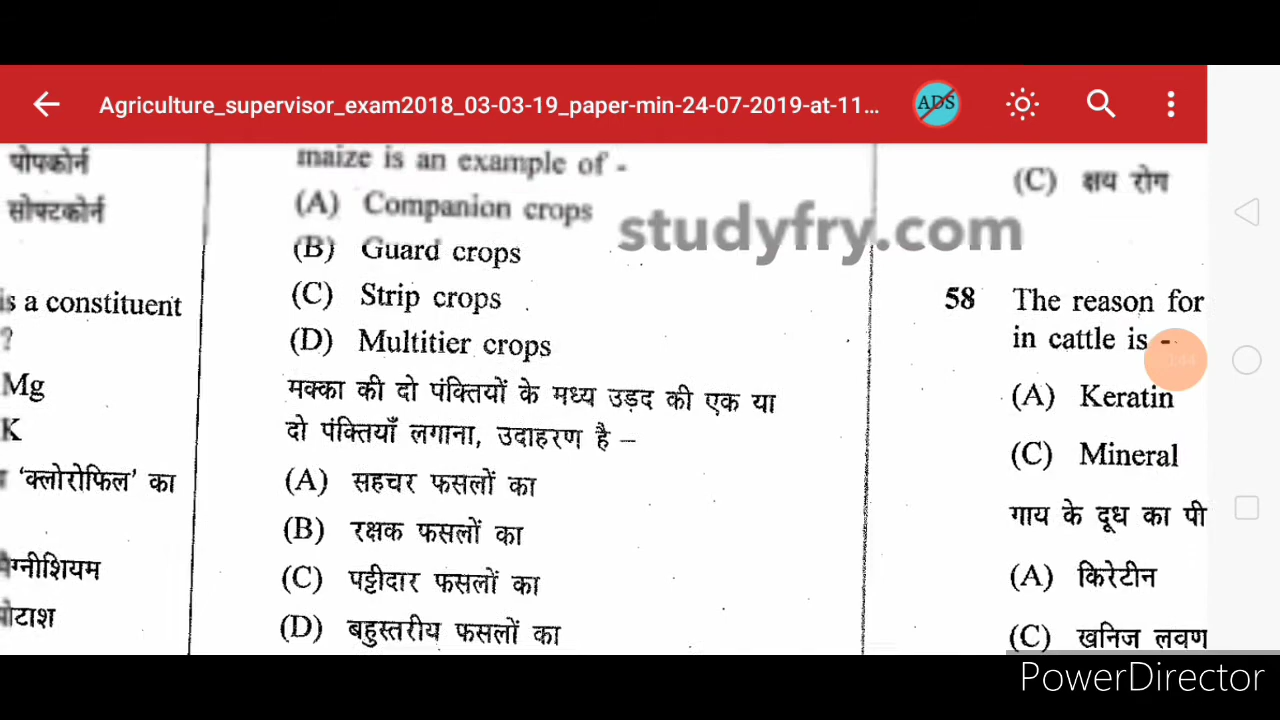 Agriculture_supervisor_exam2018_03-03-19_paper-min-24-07-2019-at-11...
ADS
पोपकोर्न
सोफ्टकोर्न
is a constituent
?
Mg
K
'क्लोरोफिल' का
मैग्नीशियम
पोटाश
maize is an example of -
(A) Companion crops
(B) Guard crops
(C) Strip crops
(D) Multitier crops
मक्का की दो पंक्तियों के मध्य उड़द की एक या
दो पंक्तियाँ लगाना, उदाहरण है –
(A) सहचर फसलों का
(B) रक्षक फसलों का
(C) पट्टीदार फसलों का
(D) बहुस्तरीय फसलों का
studyfry.com
(C) क्षय रोग
58 The reason for
in cattle is -
(A) Keratin
(C) Mineral
गाय के दूध का पी
(A) किरेटीन
(C) खनिज लवण
PowerDirector